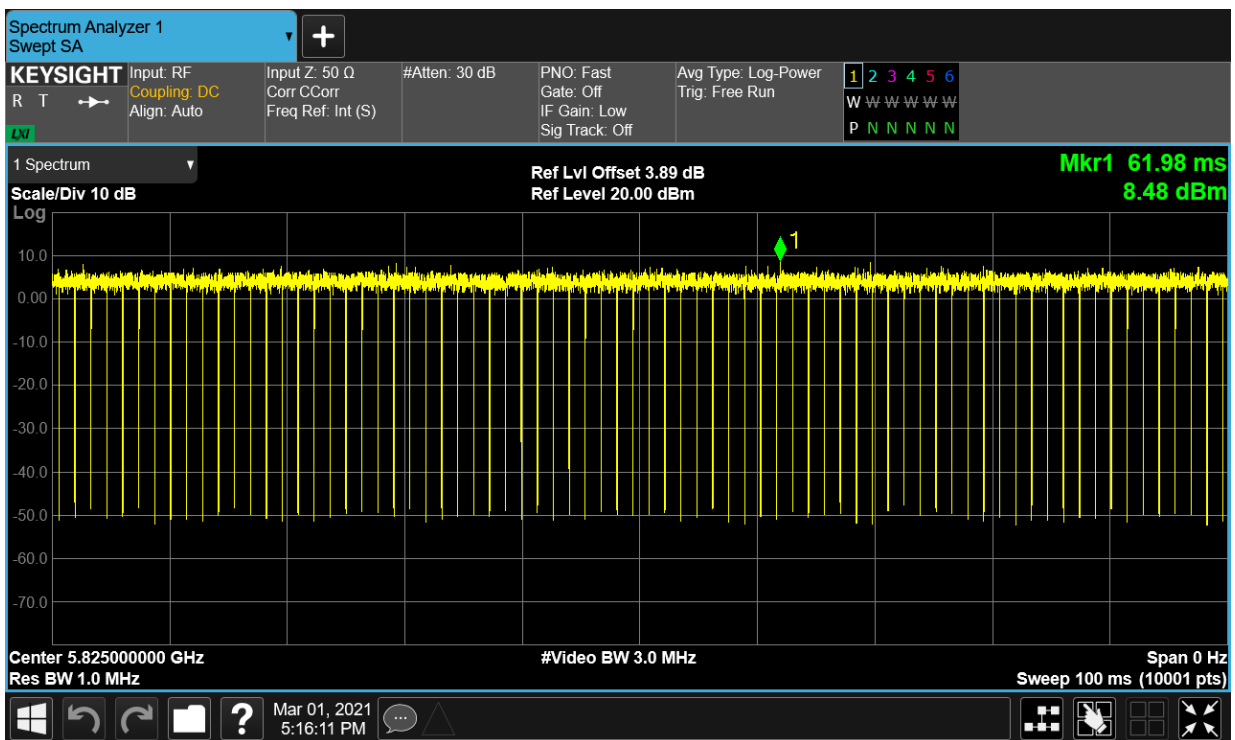 Spectrum Analyzer 1
Swept SA
KEYSIGHT
R T
LXI
Input: RF
Coupling: DC
Align: Auto
Input Z: 50 Ω
Corr CCorr
Freq Ref: Int (S)
#Atten: 30 dB
PNO: Fast
Gate: Off
IF Gain: Low
Sig Track: Off
Avg Type: Log-Power
Trig: Free Run
1 2 3 4 5 6
W W W W W W
P N N N N N
1 Spectrum
Scale/Div 10 dB
Ref Lvl Offset 3.89 dB
Ref Level 20.00 dBm
Mkr1 61.98 ms
8.48 dBm
Log
1
10.0
0.00
-10.0
-20.0
-30.0
-40.0
-50.0
-60.0
-70.0
Center 5.825000000 GHz
Res BW 1.0 MHz
#Video BW 3.0 MHz
Span 0 Hz
Sweep 100 ms (10001 pts)
?
Mar 01, 2021
5:16:11 PM